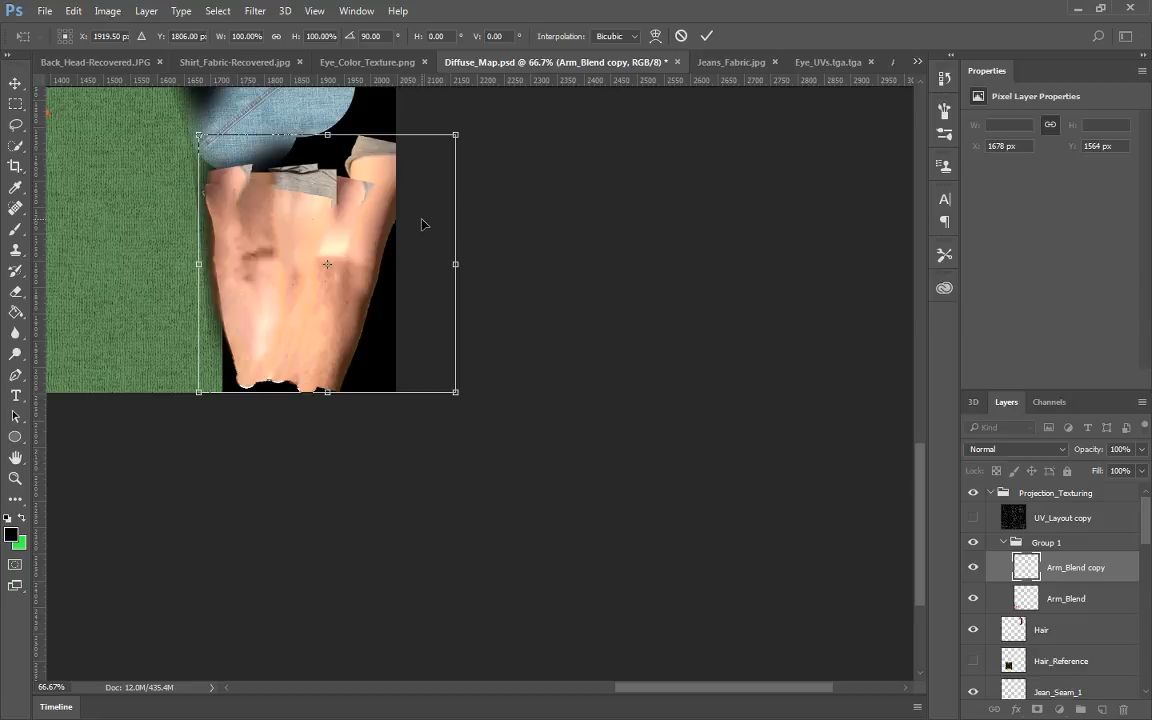 Ps File Edit Image Layer Type Select Filter 3D View Window Help
X: 1919.50 px Y: 1806.00 px W: 100.00% H: 100.00% 90.00 ° H: 0.00 ° V: 0.00 ° Interpolation: Bicubic
Back_Head-Recovered.JPG × Shirt_Fabric-Recovered.jpg × Eye_Color_Texture.png × Diffuse_Map.psd @ 66.7% (Arm_Blend copy, RGB/8) * × Jeans_Fabric.jpg × Eye_UVs.tga.tga ×
1400 1450 1500 1550 1600 1650 1700 1750 1800 1850 1900 1950 2000 2050 2100 2150 2200 2250 2300 2350 2400 2450 2500 2550 2600 2650 2700 2750 2800 2850 2900
Properties
Pixel Layer Properties
W: H:
X: 1678 px Y: 1564 px
3D Layers Channels
Kind
Normal Opacity: 100%
Lock: Fill: 100%
Projection_Texturing
UV_Layout copy
Group 1
Arm_Blend copy
Arm_Blend
Hair
Hair_Reference
Jean_Seam_1
66.67% Doc: 12.0M/435.4M
Timeline